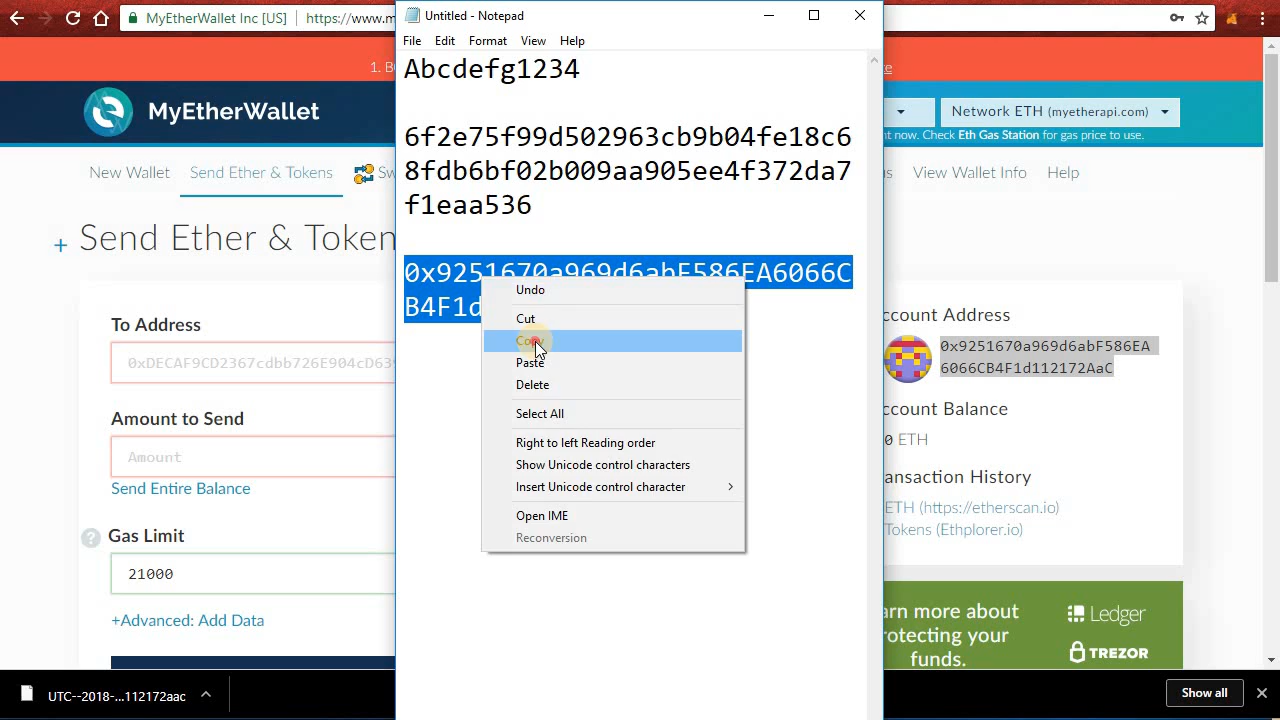 MyEtherWallet Inc [US]
https://www.m
Untitled - Notepad
File Edit Format View Help
Abcdefg1234
6f2e75f99d502963cb9b04fe18c6
8fdb6bf02b009aa905ee4f372da7
f1eaa536
0x9251670a969d6abF586EA6066C
B4F1d
Undo
Cut
Copy
Paste
Delete
Select All
Right to left Reading order
Show Unicode control characters
Insert Unicode control character
Open IME
Reconversion
1.
MyEtherWallet
Network ETH (myetherapi.com)
now. Check Eth Gas Station for gas price to use.
New Wallet
Send Ether & Tokens
View Wallet Info
Help
+ Send Ether & Token
To Address
0xDECAF9CD2367cdbb726E904cD639
Amount to Send
Amount
Send Entire Balance
? Gas Limit
21000
+Advanced: Add Data
ccount Address
0x9251670a969d6abF586EA
6066CB4F1d112172AaC
ccount Balance
0 ETH
ansaction History
ETH (https://etherscan.io)
Tokens (Ethplorer.io)
arn more about
rotecting your
funds.
Ledger
TREZOR
UTC--2018-...112172aac
Show all